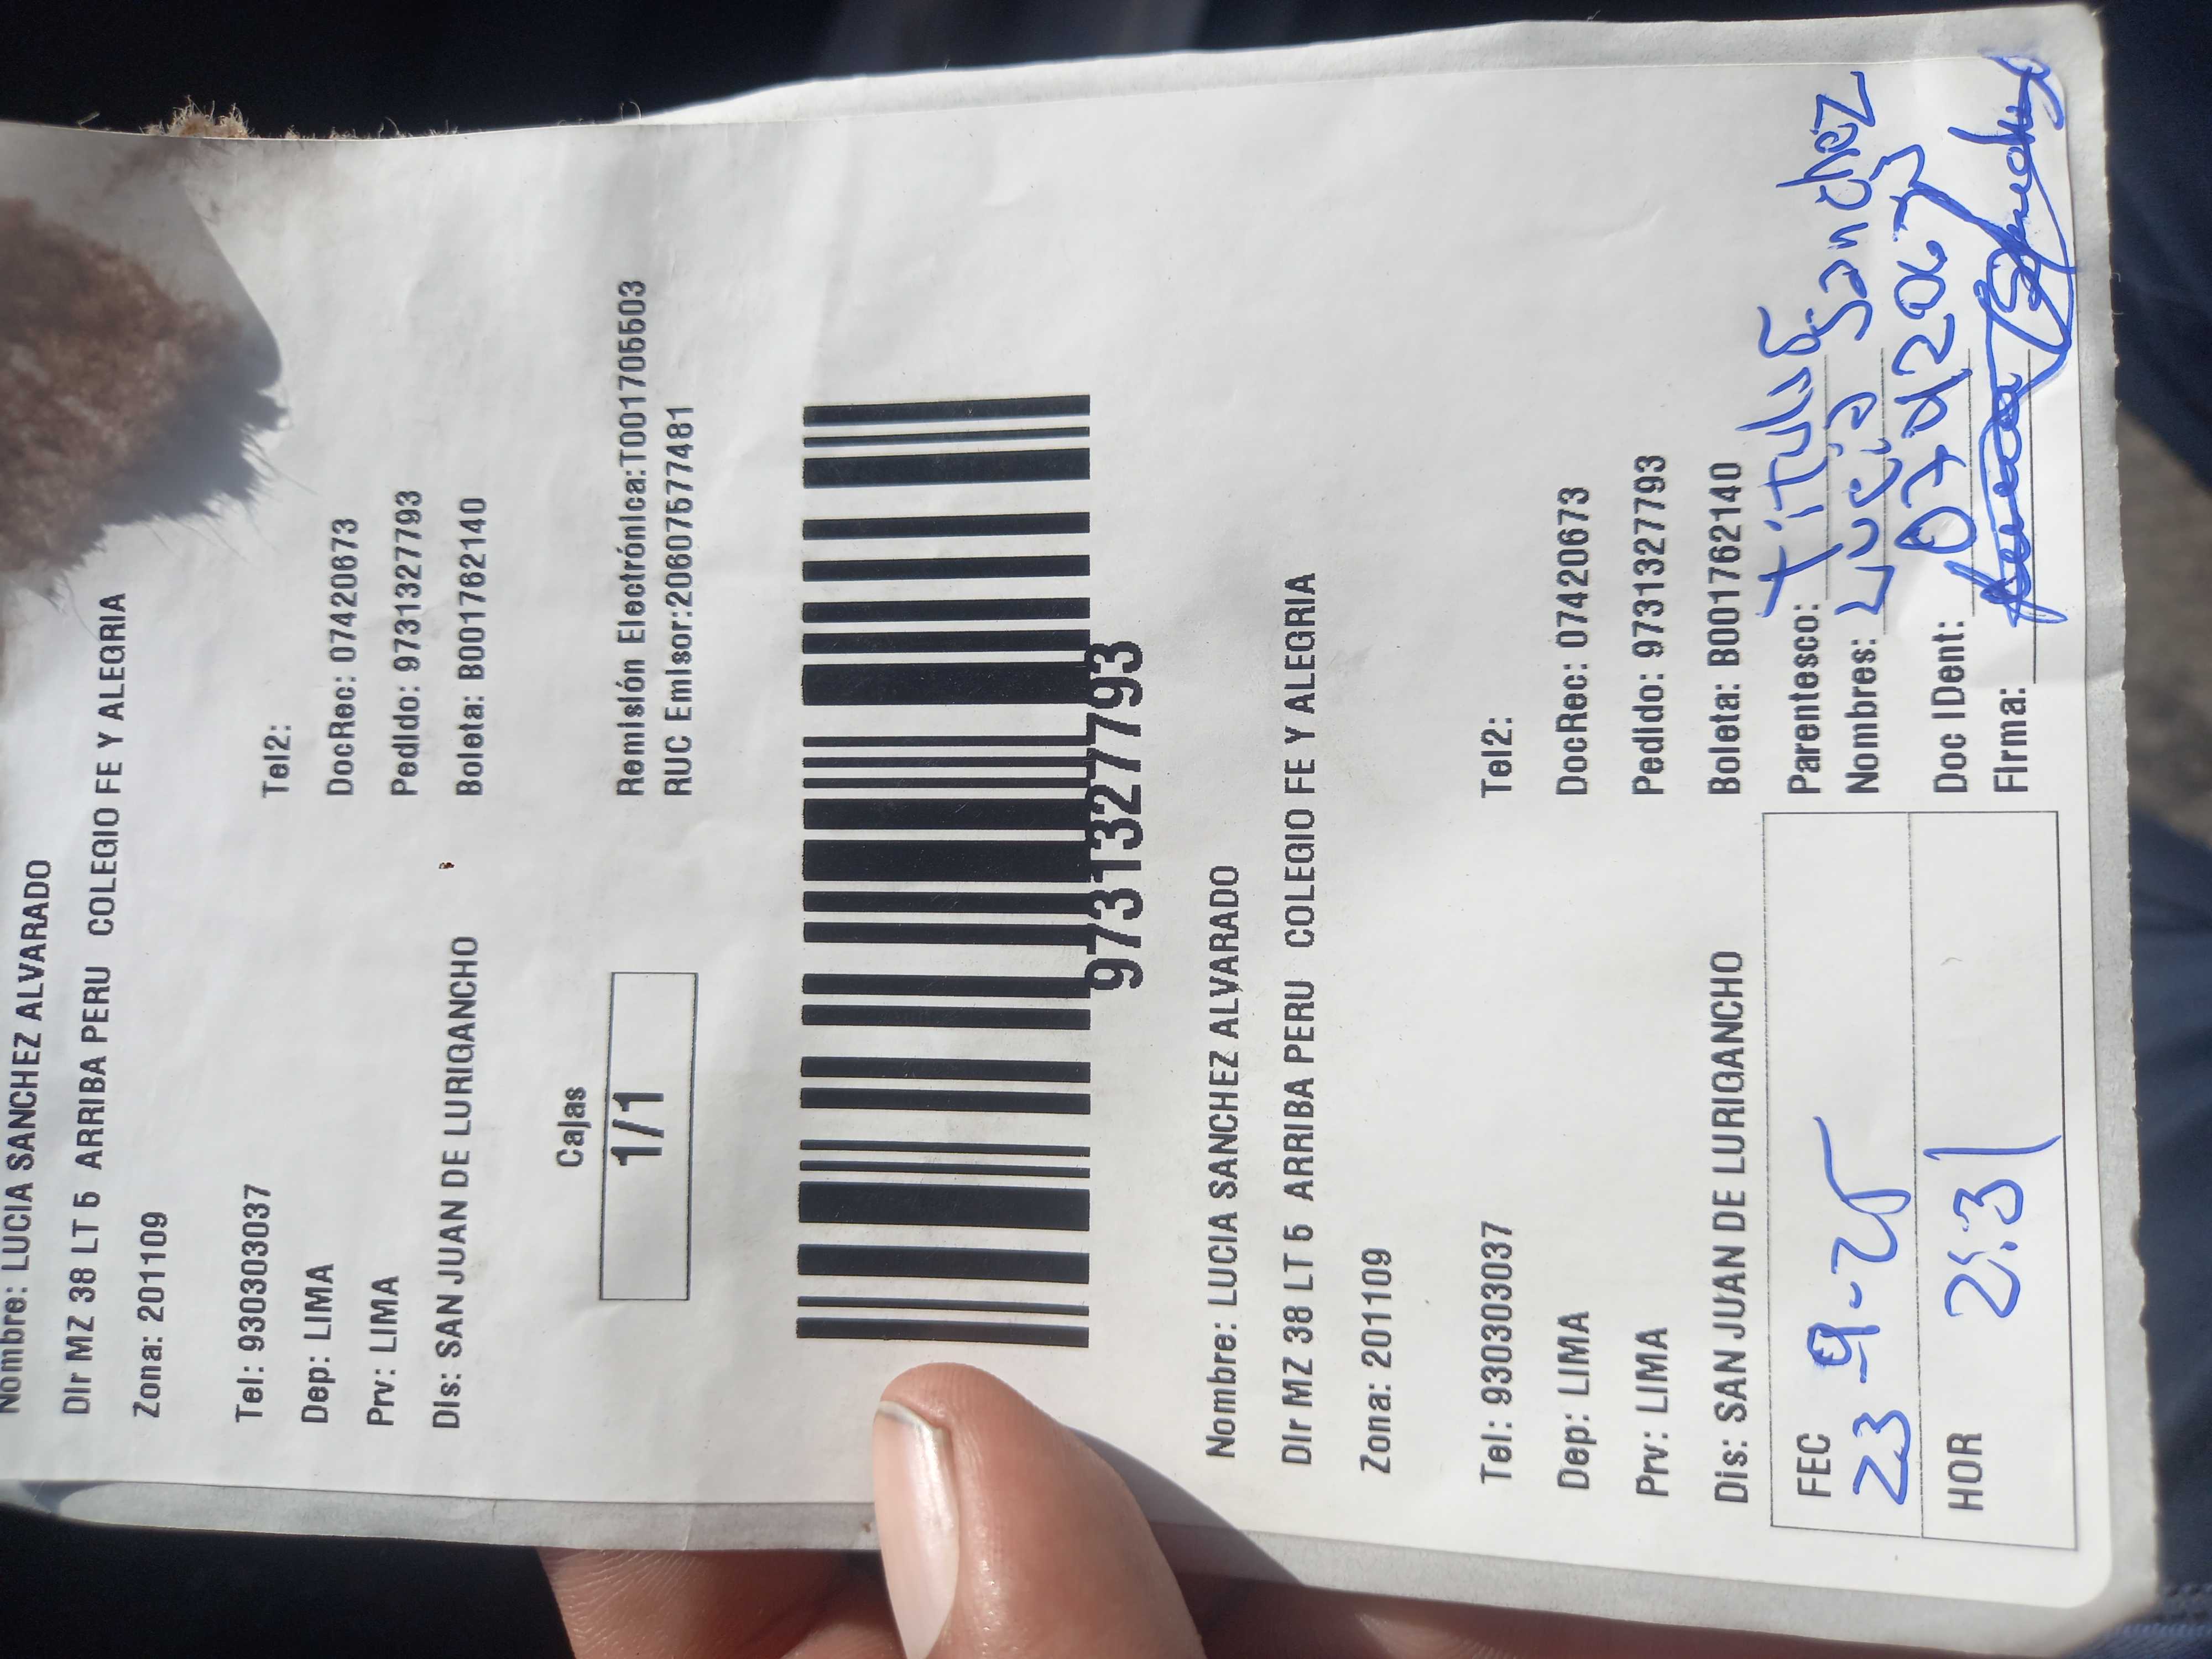 Nombre: LUCIA SANCHEZ ALVARADO
Dir MZ 38 LT 5 ARRIBA PERU COLEGIO FE Y ALEGRIA
Zona: 201109
Tel: 930303037 Tel2:
Dep: LIMA DocRec: 07420673
Prv: LIMA Pedido: 9731327793
Dis: SAN JUAN DE LURIGANCHO Boleta: B001762140
Cajas
1/1
Remisión Electrónica:T001705503
RUC Emisor:20607577481
9731327793
Nombre: LUCIA SANCHEZ ALVARADO
Dir MZ 38 LT 5 ARRIBA PERU COLEGIO FE Y ALEGRIA
Zona: 201109
Tel: 930303037 Tel2:
Dep: LIMA DocRec: 07420673
Prv: LIMA Pedido: 9731327793
Dis: SAN JUAN DE LURIGANCHO Boleta: B001762140
FEC
23-9-25
HOR
Parentesco: Titular
Nombres: Lucia Sanchez
Doc IDent: 07420673
Firma: